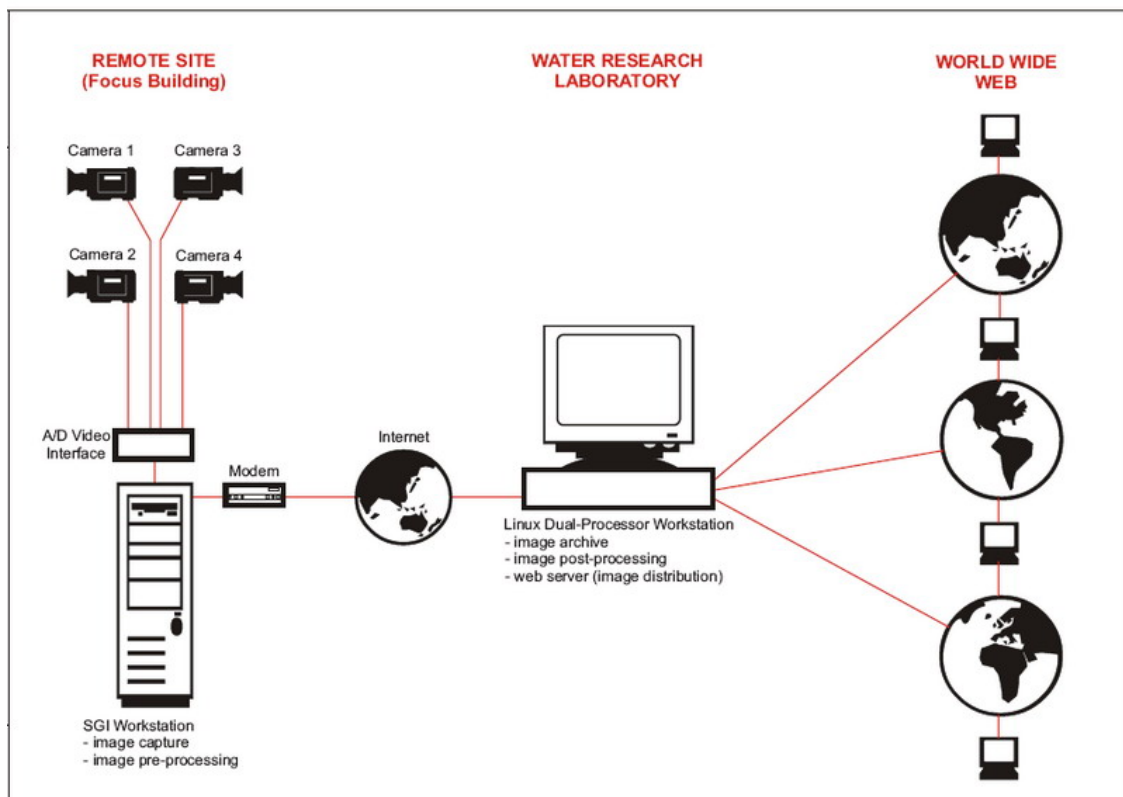 REMOTE SITE
(Focus Building)
WATER RESEARCH
LABORATORY
WORLD WIDE
WEB
Camera 1
Camera 3
Camera 2
Camera 4
A/D Video
Interface
Modem
Internet
Linux Dual-Processor Workstation
- image archive
- image post-processing
- web server (image distribution)
SGI Workstation
- image capture
- image pre-processing